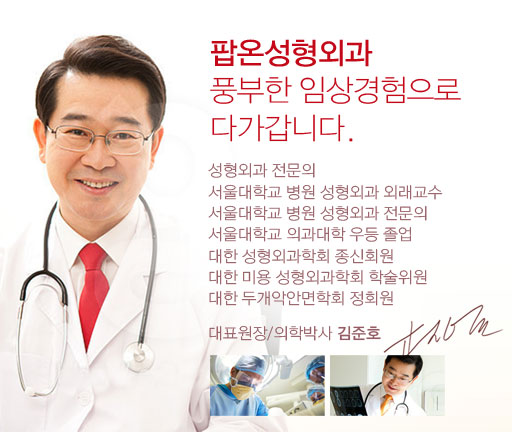 팝온성형외과
풍부한 임상경험으로
다가갑니다.
성형외과 전문의
서울대학교 병원 성형외과 외래교수
서울대학교 병원 성형외과 전문의
서울대학교 의과대학 우등 졸업
대한 성형외과학회 종신회원
대한 미용 성형외과학회 학술위원
대한 두개악안면학회 정회원
대표원장/의학박사 김준호